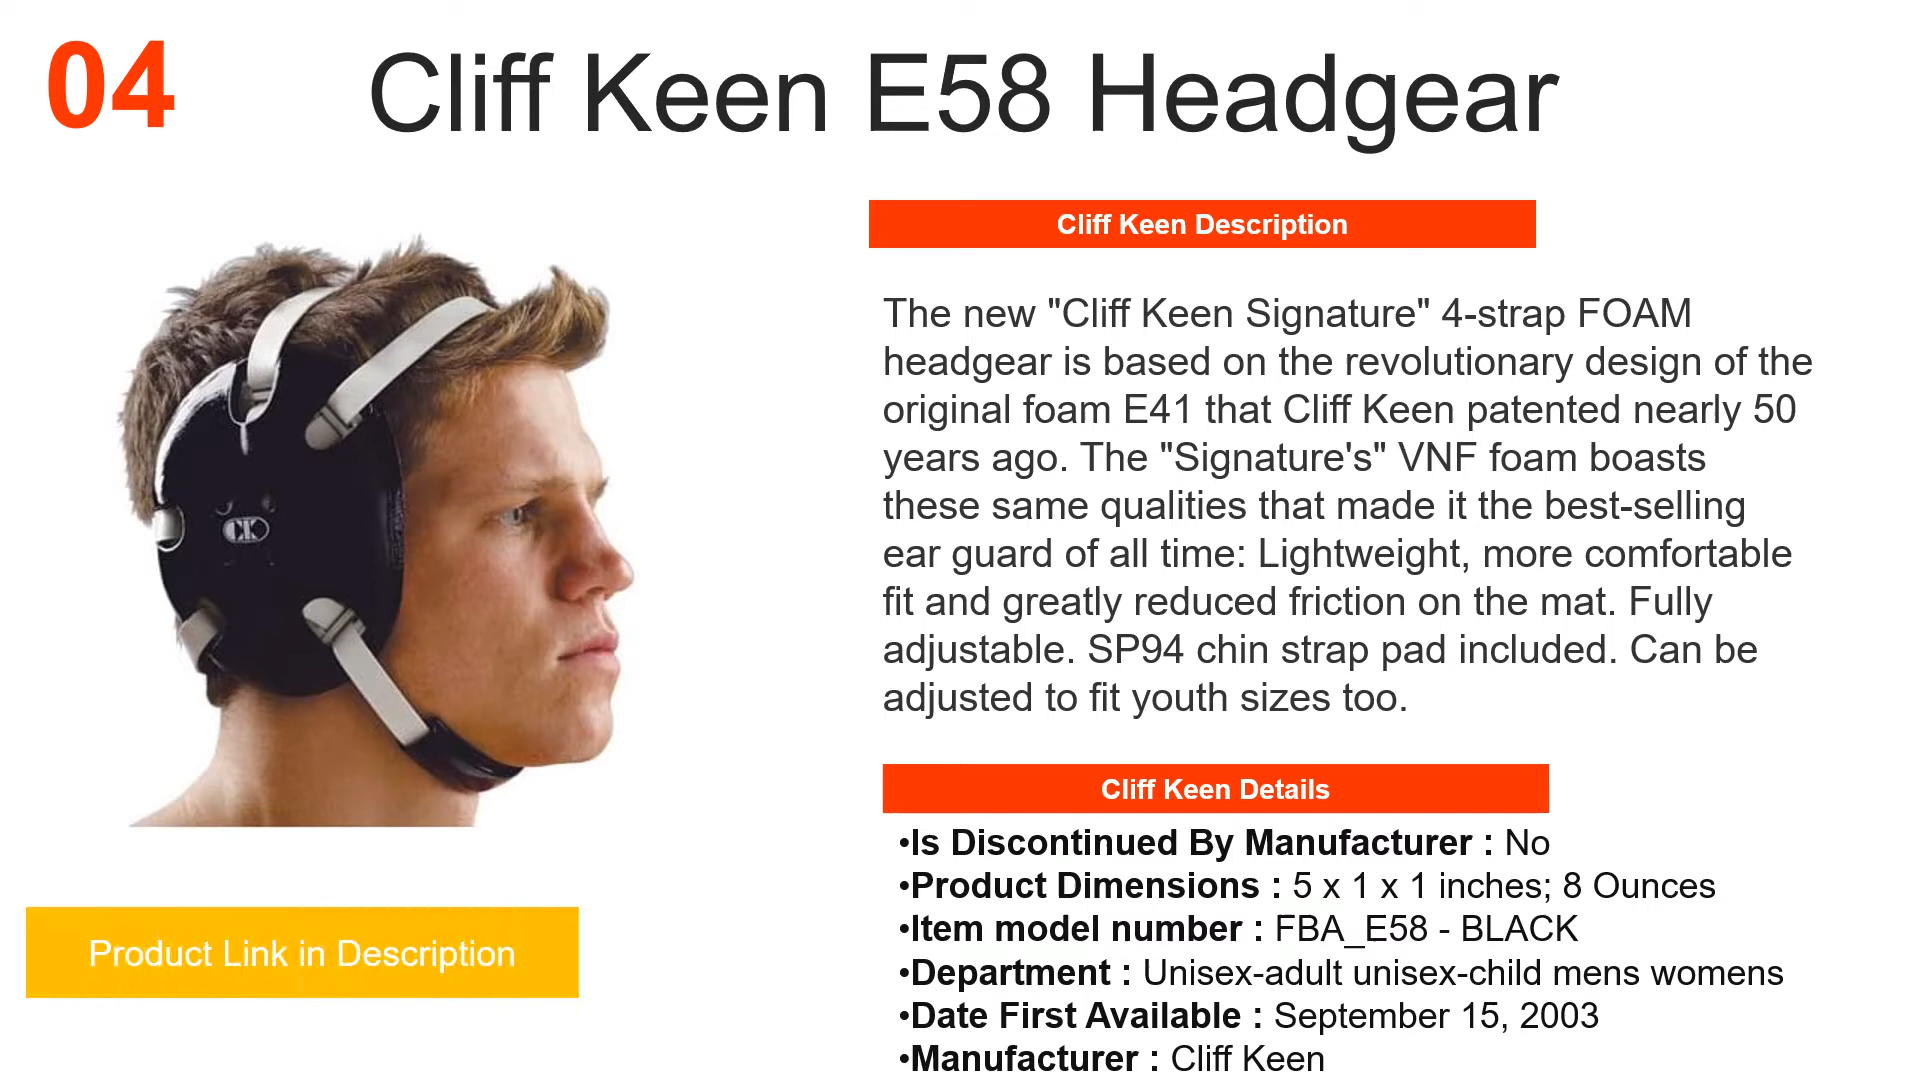 04
Cliff Keen E58 Headgear
Cliff Keen Description
The new "Cliff Keen Signature" 4-strap FOAM
headgear is based on the revolutionary design of the
original foam E41 that Cliff Keen patented nearly 50
years ago. The "Signature's" VNF foam boasts
these same qualities that made it the best-selling
ear guard of all time: Lightweight, more comfortable
fit and greatly reduced friction on the mat. Fully
adjustable. SP94 chin strap pad included. Can be
adjusted to fit youth sizes too.
CK
Cliff Keen Details
•Is Discontinued By Manufacturer : No
•Product Dimensions : 5 x 1 x 1 inches; 8 Ounces
•Item model number : FBA_E58 - BLACK
•Department : Unisex-adult unisex-child mens womens
•Date First Available : September 15, 2003
•Manufacturer : Cliff Keen
Product Link in Description